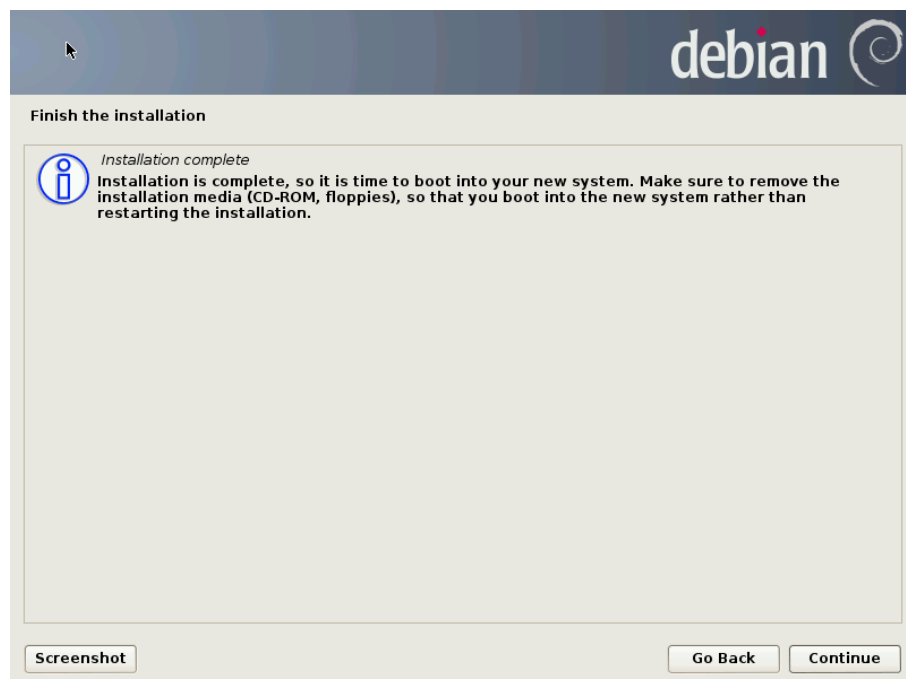 debian
Finish the installation
Installation complete
Installation is complete, so it is time to boot into your new system. Make sure to remove the
installation media (CD-ROM, floppies), so that you boot into the new system rather than
restarting the installation.
Screenshot
Go Back
Continue